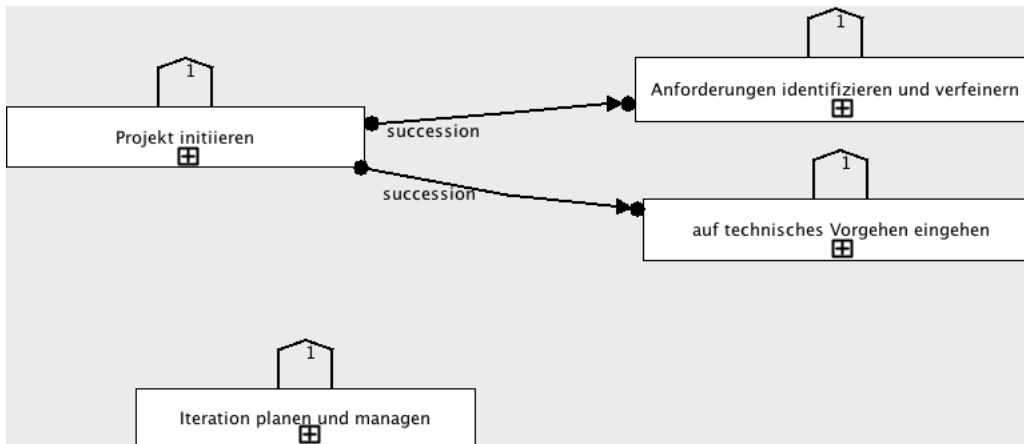 1
Anforderungen identifizieren und verfeinern
1
Projekt initiieren
succession
1
auf technisches Vorgehen eingehen
succession
1
Iteration planen und managen